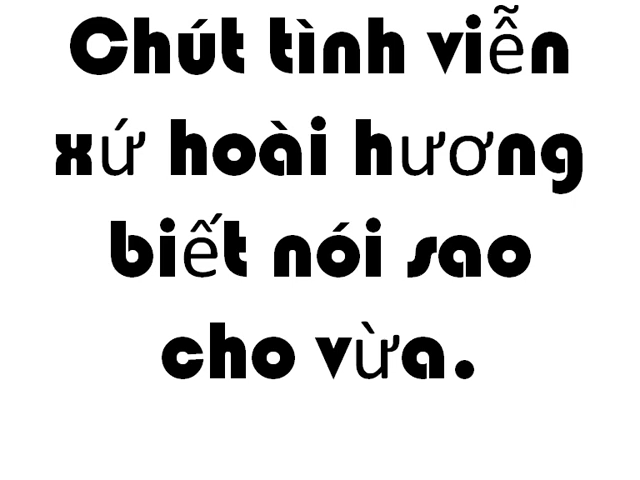 Chút tình viễn
xứ hoài hương
biết nói sao
cho vừa.